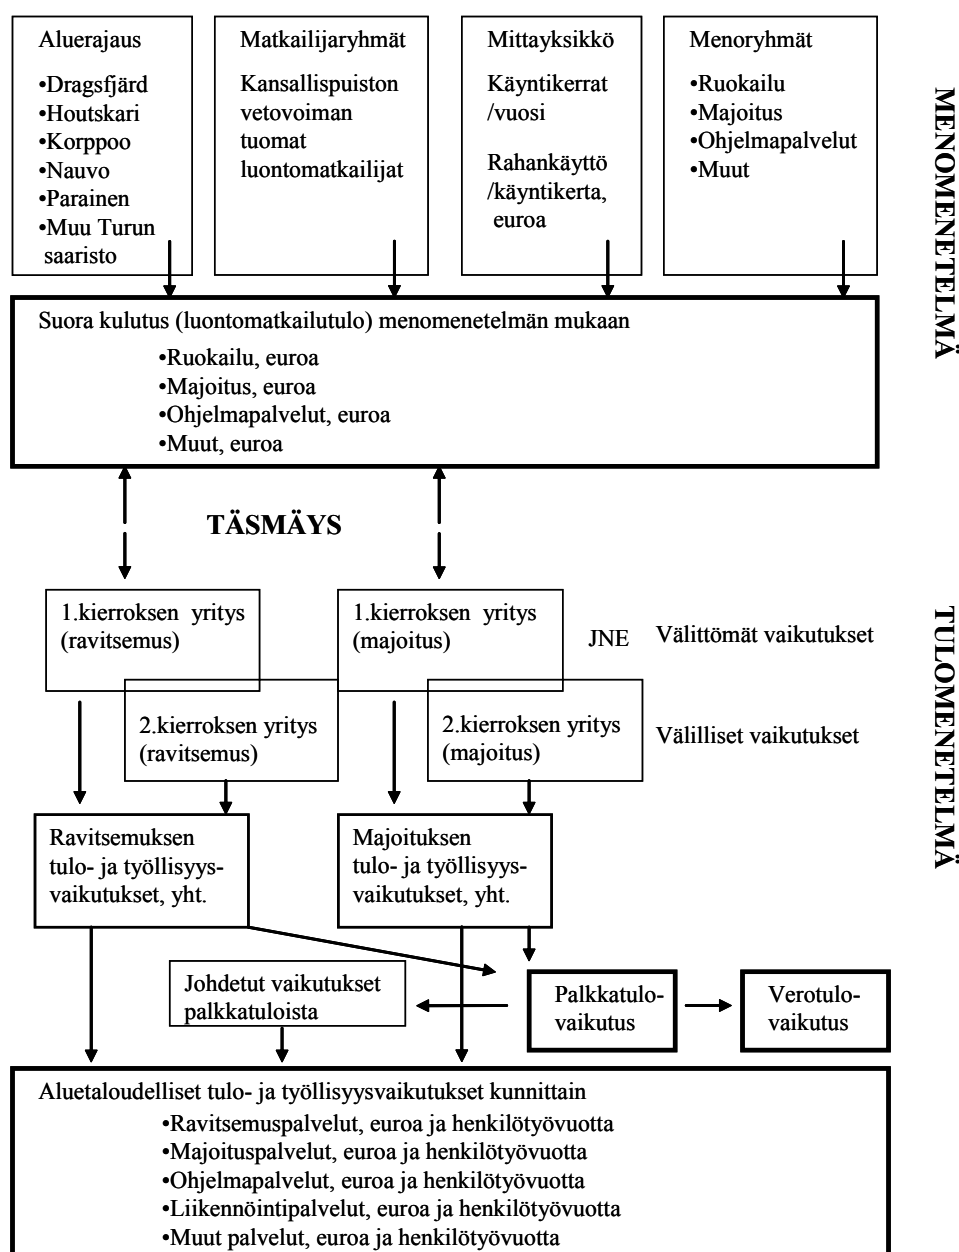 Aluerajaus
•Dragsfjärd
•Houtskari
•Korppoo
•Nauvo
•Parainen
•Muu Turun
saaristo
Matkailijaryhmät
Kansallispuiston
vetovoiman
tuomat
luontomatkailijat
Mittayksikkö
Käyntikerrat
/vuosi
Rahankäyttö
/käyntikerta,
euroa
Menoryhmät
•Ruokailu
•Majoitus
•Ohjelmapalvelut
•Muut
MENOMENETELMÄ
Suora kulutus (luontomatkailutulo) menomenetelmän mukaan
•Ruokailu, euroa
•Majoitus, euroa
•Ohjelmapalvelut, euroa
•Muut, euroa
TÄSMÄYS
1.kierroksen yritys
(ravitsemus)
1.kierroksen yritys
(majoitus)
JNE
Välittömät vaikutukset
2.kierroksen yritys
(ravitsemus)
2.kierroksen yritys
(majoitus)
Välilliset vaikutukset
TULOMENETELMÄ
Ravitsemuksen
tulo- ja työllisyys-
vaikutukset, yht.
Majoituksen
tulo- ja työllisyys-
vaikutukset, yht.
Johdetut vaikutukset
palkkatuloista
Palkkatulo-
vaikutus
Verotulo-
vaikutus
Aluetaloudelliset tulo- ja työllisyysvaikutukset kunnittain
•Ravitsemuspalvelut, euroa ja henkilötyövuotta
•Majoituspalvelut, euroa ja henkilötyövuotta
•Ohjelmapalvelut, euroa ja henkilötyövuotta
•Liikennöintipalvelut, euroa ja henkilötyövuotta
•Muut palvelut, euroa ja henkilötyövuotta